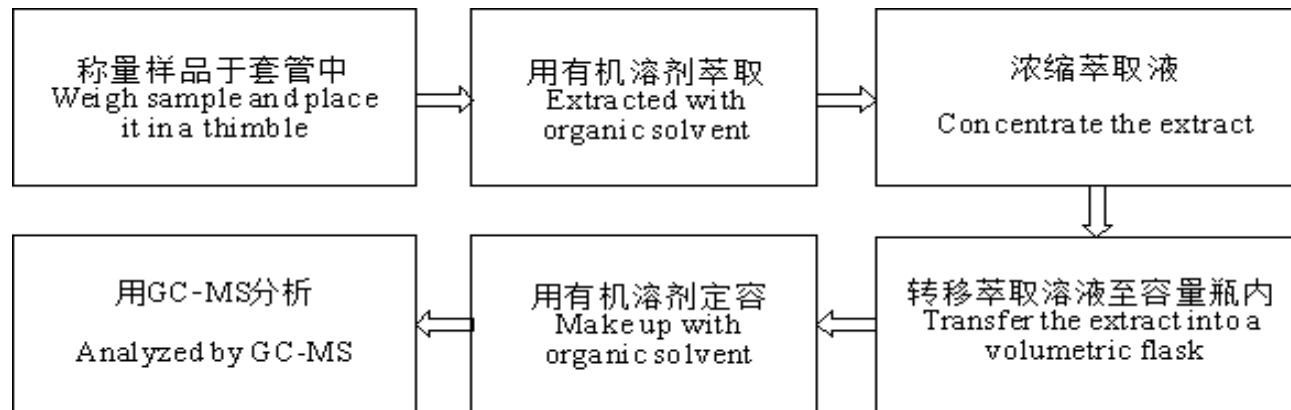 称量样品于套管中
Weigh sample and place
it in a thimble
用有机溶剂萃取
Extracted with
organic solvent
浓缩萃取液
Concentrate the extract
转移萃取溶液至容量瓶内
Transfer the extract into a
volumetric flask
用有机溶剂定容
Make up with
organic solvent
用GC-MS分析
Analyzed by GC-MS